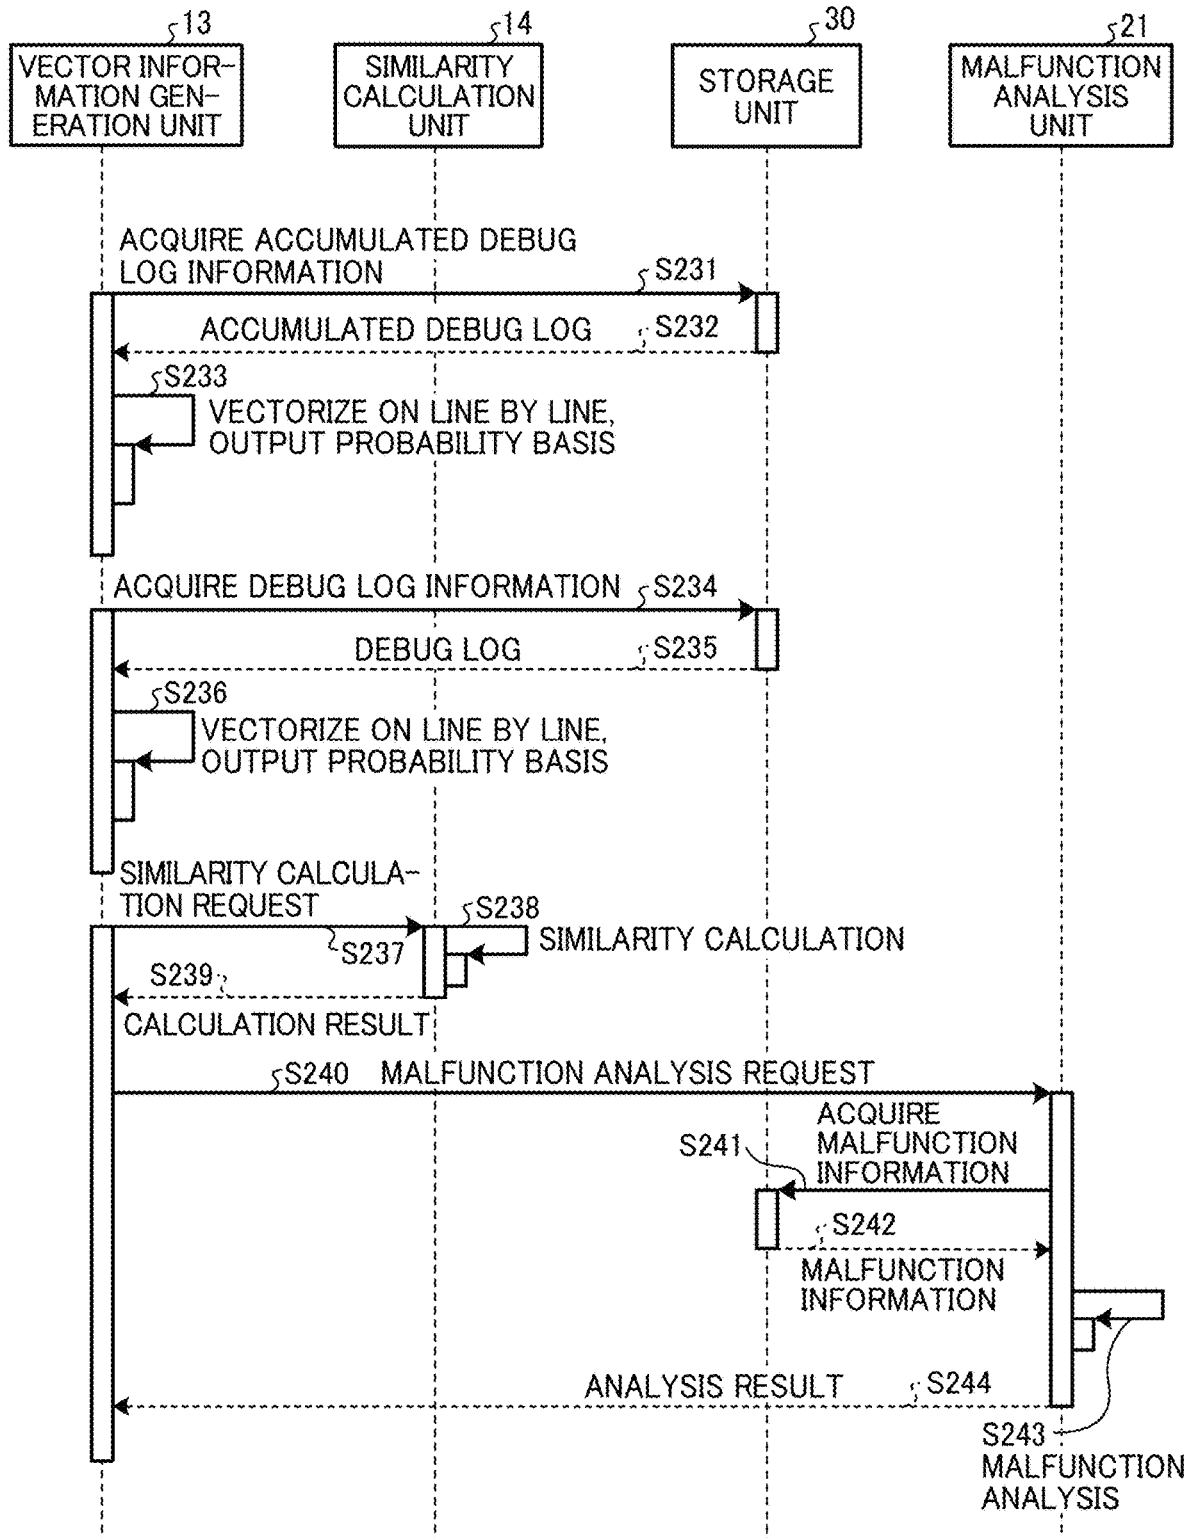 13
VECTOR INFOR-
MATION GEN-
ERATION UNIT
14
SIMILARITY
CALCULATION
UNIT
30
STORAGE
UNIT
21
MALFUNCTION
ANALYSIS
UNIT
ACQUIRE ACCUMULATED DEBUG
LOG INFORMATION
S231
ACCUMULATED DEBUG LOG
S232
S233
VECTORIZE ON LINE BY LINE,
OUTPUT PROBABILITY BASIS
ACQUIRE DEBUG LOG INFORMATION
S234
DEBUG LOG
S235
S236
VECTORIZE ON LINE BY LINE,
OUTPUT PROBABILITY BASIS
SIMILARITY CALCULA-
TION REQUEST
S237
S238
SIMILARITY CALCULATION
S239
CALCULATION RESULT
S240
MALFUNCTION ANALYSIS REQUEST
ACQUIRE
MALFUNCTION
INFORMATION
S241
S242
MALFUNCTION
INFORMATION
ANALYSIS RESULT
S244
S243
MALFUNCTION
ANALYSIS